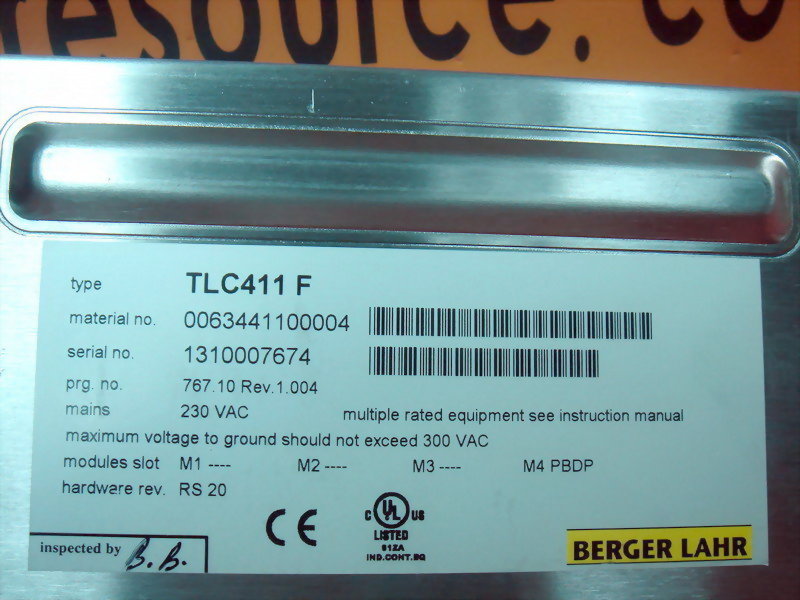 resource.co
type TLC411 F
material no. 0063441100004
serial no. 1310007674
prg. no. 767.10 Rev.1.004
mains 230 VAC multiple rated equipment see instruction manual
maximum voltage to ground should not exceed 300 VAC
modules slot M1 ---- M2 ---- M3 ---- M4 PBDP
hardware rev. RS 20
CE
C UL US
LISTED
61ZA
IND.CONT.EQ
inspected by B.B.
BERGER LAHR